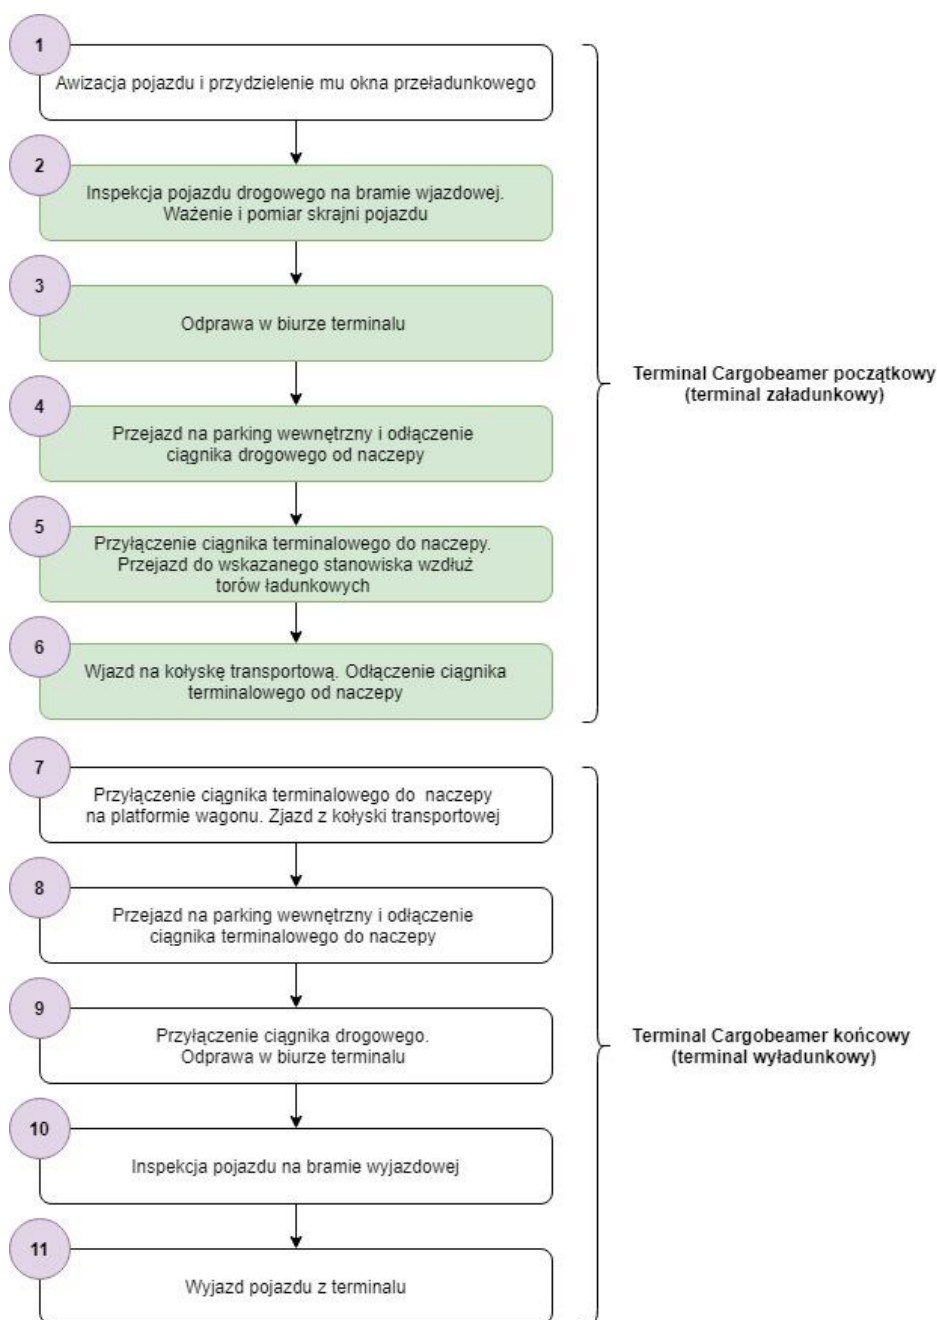 1
Awizacja pojazdu i przydzielenie mu okna przeładunkowego
2
Inspekcja pojazdu drogowego na bramie wjazdowej.
Ważenie i pomiar skrajni pojazdu
3
Odprawa w biurze terminalu
4
Przejazd na parking wewnętrzny i odłączenie
ciągnika drogowego od naczepy
5
Przyłączenie ciągnika terminalowego do naczepy.
Przejazd do wskazanego stanowiska wzdłuż
torów ładunkowych
6
Wjazd na kołyskę transportową. Odłączenie ciągnika
terminalowego od naczepy
Terminal Cargobeamer początkowy
(terminal załadunkowy)
7
Przyłączenie ciągnika terminalowego do naczepy
na platformie wagonu. Zjazd z kołyski transportowej
8
Przejazd na parking wewnętrzny i odłączenie
ciągnika terminalowego do naczepy
9
Przyłączenie ciągnika drogowego.
Odprawa w biurze terminalu
10
Inspekcja pojazdu na bramie wyjazdowej
11
Wyjazd pojazdu z terminalu
Terminal Cargobeamer końcowy
(terminal wyładunkowy)